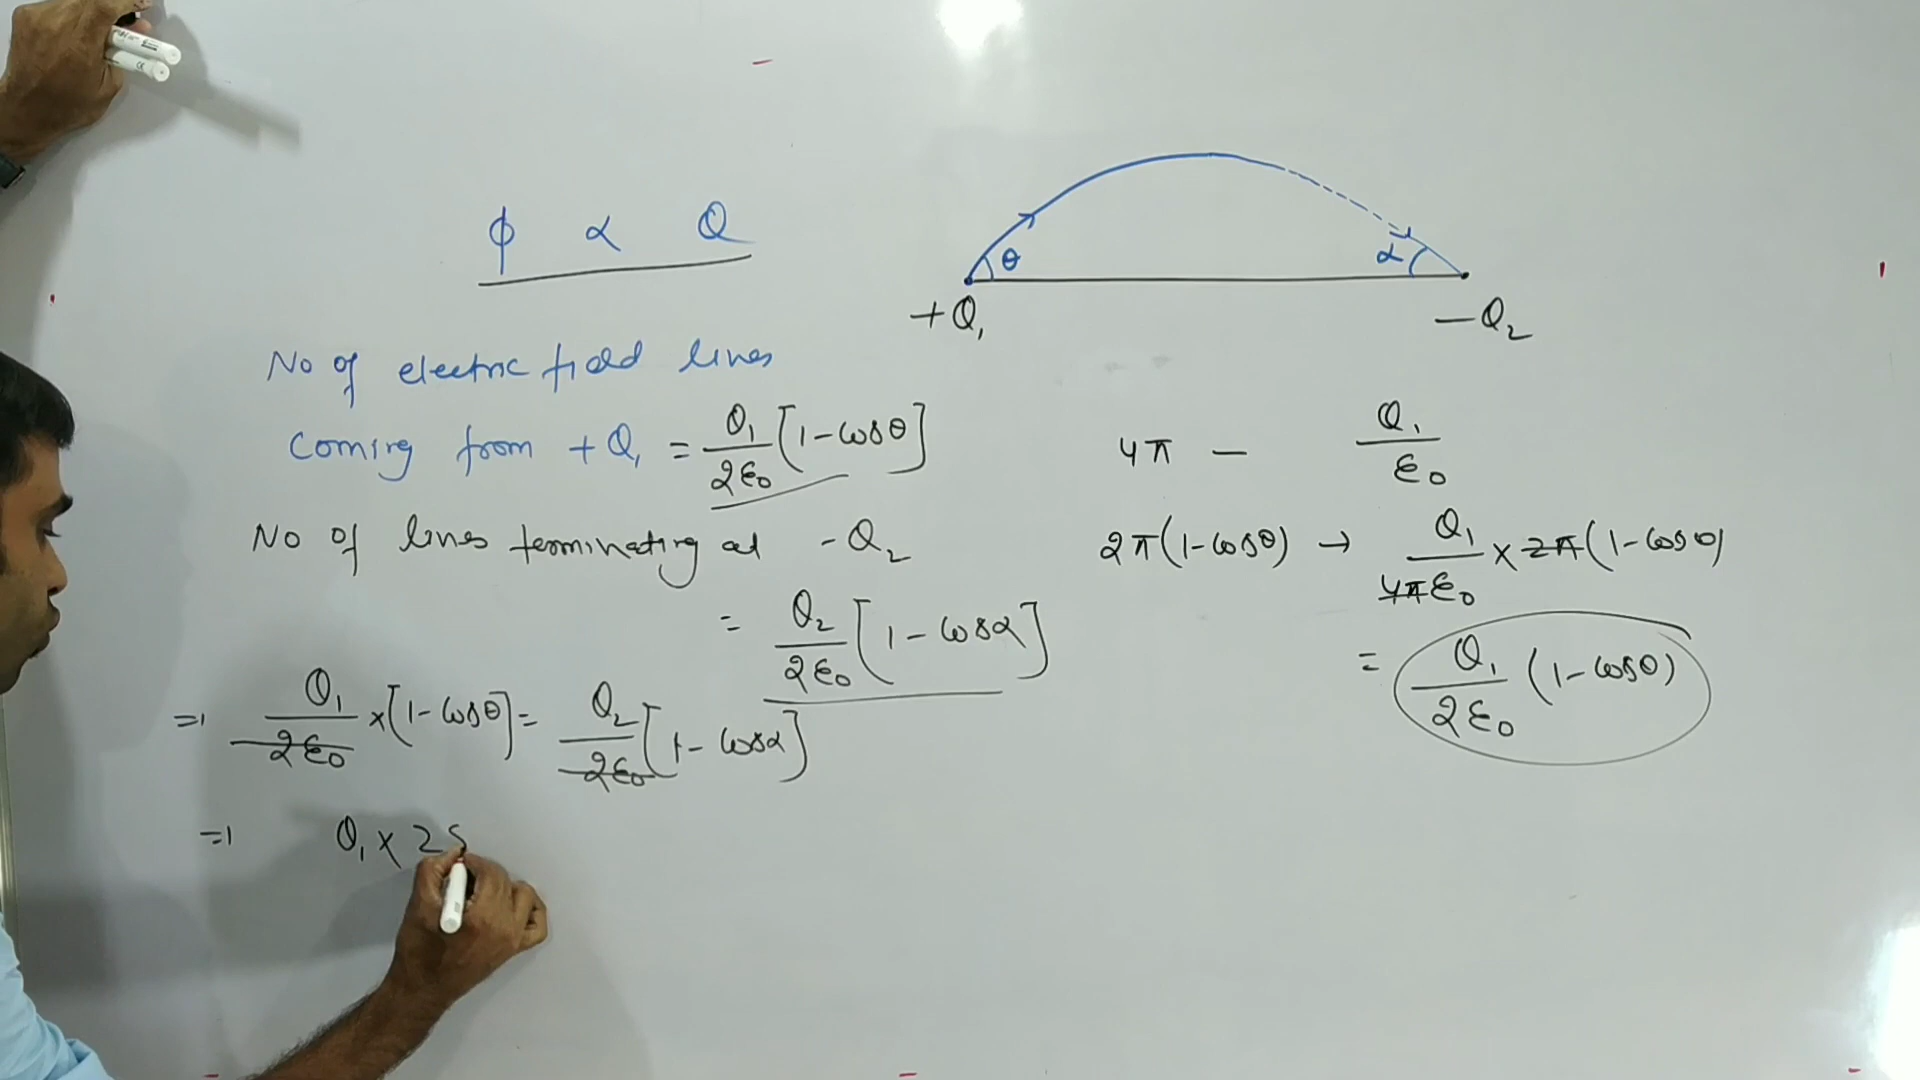 ϕ α Q
θ
α
+Q₁
−Q₂
No of electric field lines
Coming from +Q₁ = Q₁/2ε₀ [1-cosθ]
No of lines terminating at -Q₂
= Q₂/2ε₀ [1-cosα]
=) Q₁/2ε₀ ×[1-cosθ] = Q₂/2ε₀ [1-cosα]
=) Q₁ × 2s
4π − Q₁/ε₀
2π(1-cosθ) → Q₁/4πε₀ × 2π(1-cosθ)
= Q₁/2ε₀ (1-cosθ)